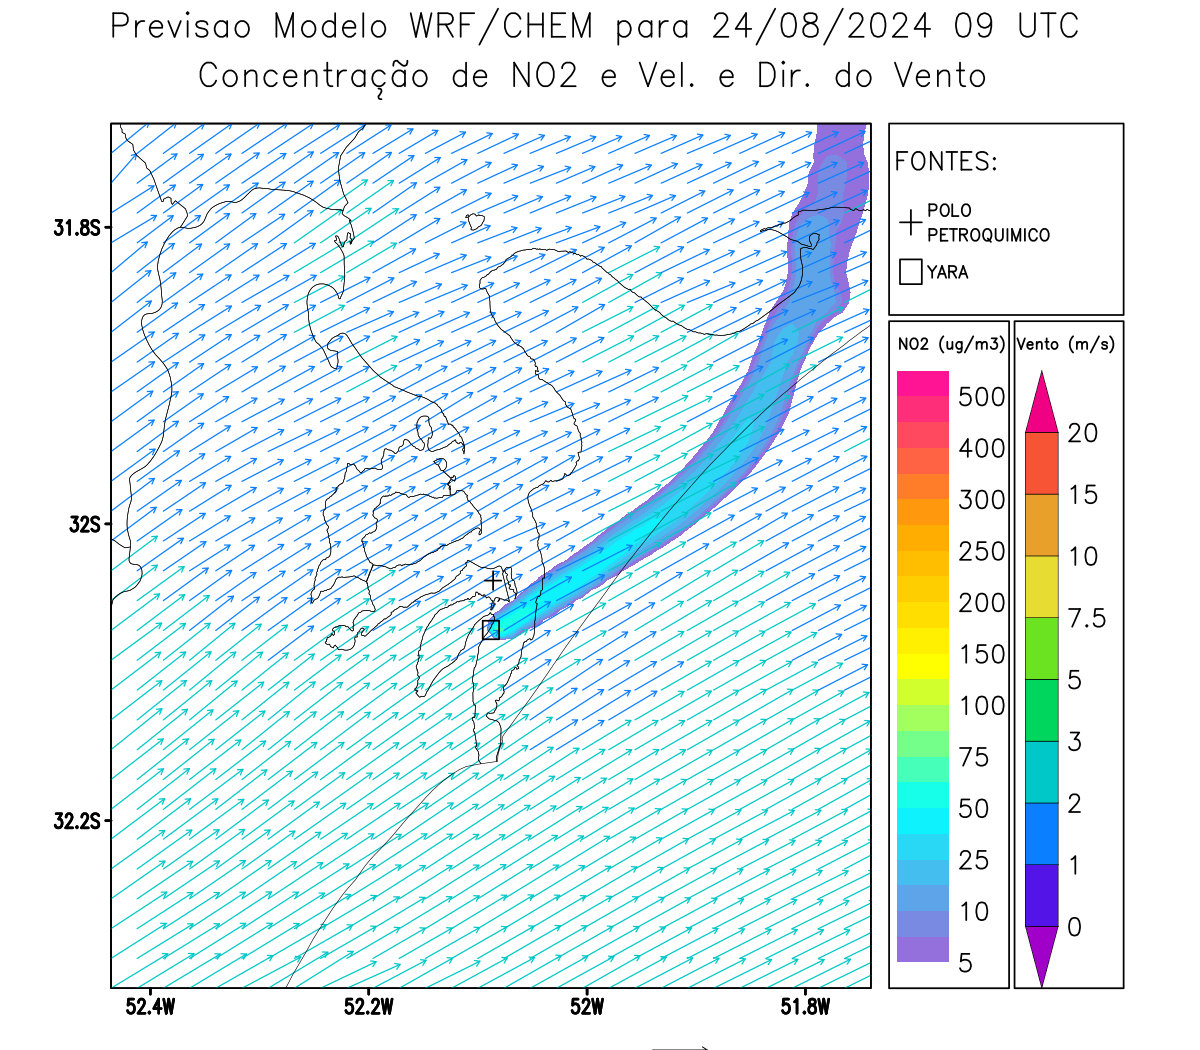 Previsao Modelo WRF/CHEM para 24/08/2024 09 UTC
Concentração de NO2 e Vel. e Dir. do Vento
FONTES:
POLO
PETROQUIMICO
YARA
31.8S
32S
32.2S
52.4W
52.2W
52W
51.8W
NO2 (ug/m3)
500
400
300
250
200
150
100
75
50
25
10
5
Vento (m/s)
20
15
10
7.5
5
3
2
1
0